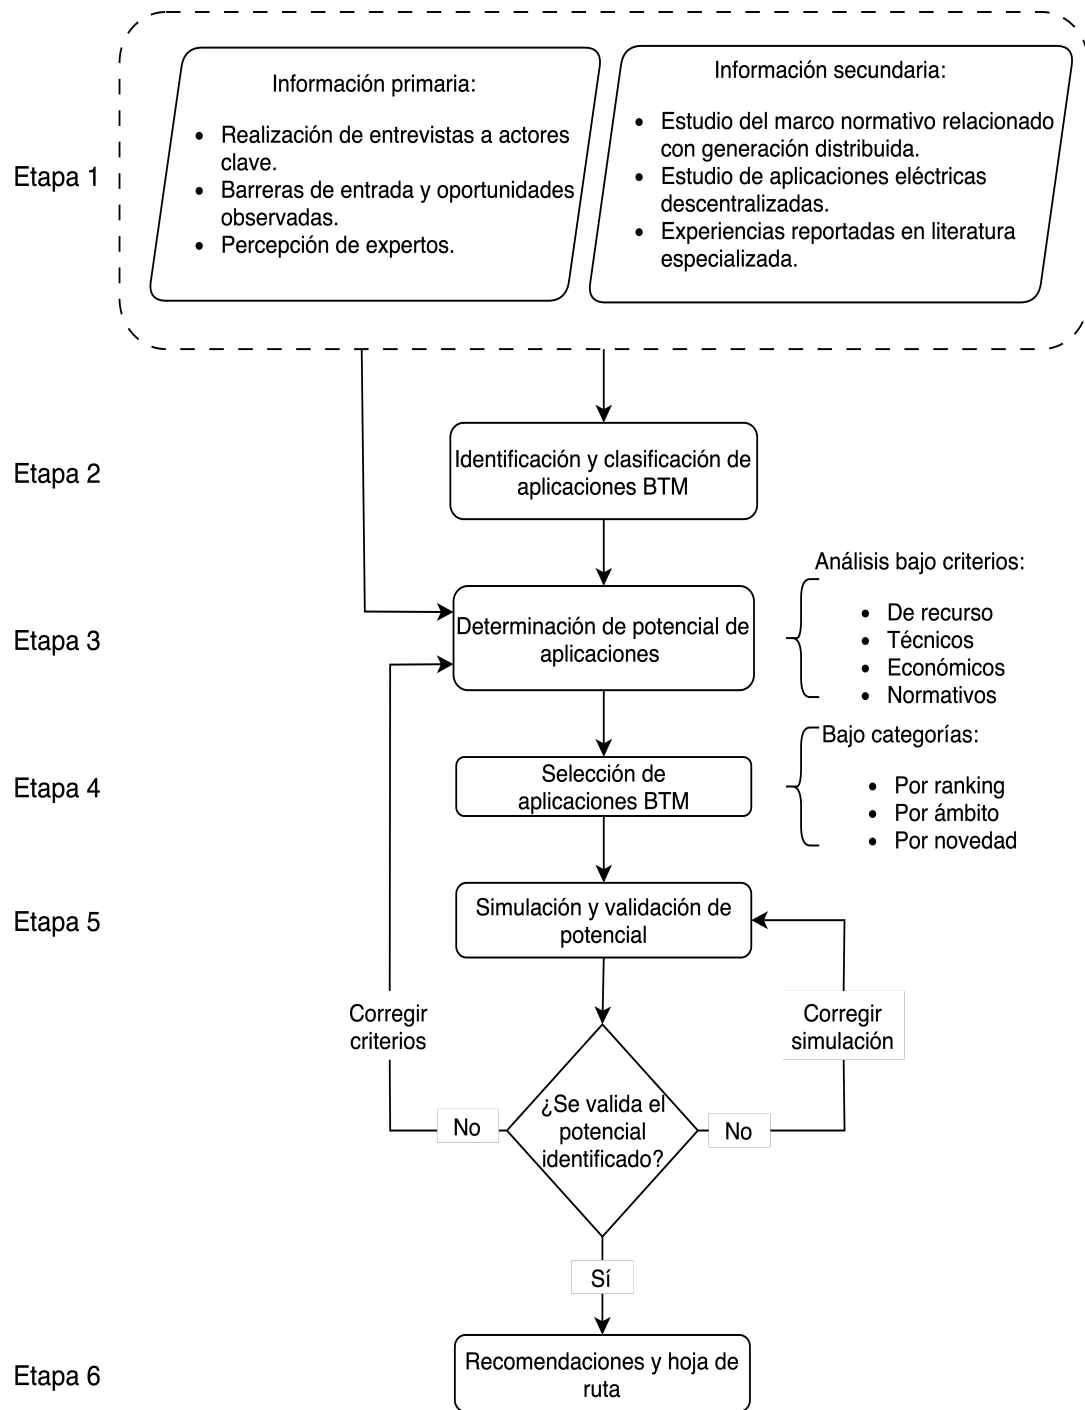 Etapa 1
Información primaria:
• Realización de entrevistas a actores
clave.
• Barreras de entrada y oportunidades
observadas.
• Percepción de expertos.
Información secundaria:
• Estudio del marco normativo relacionado
con generación distribuida.
• Estudio de aplicaciones eléctricas
descentralizadas.
• Experiencias reportadas en literatura
especializada.
Etapa 2
Identificación y clasificación de
aplicaciones BTM
Etapa 3
Determinación de potencial de
aplicaciones
Análisis bajo criterios:
• De recurso
• Técnicos
• Económicos
• Normativos
Etapa 4
Selección de
aplicaciones BTM
Bajo categorías:
• Por ranking
• Por ámbito
• Por novedad
Etapa 5
Simulación y validación de
potencial
Corregir
criterios
Corregir
simulación
No
¿Se valida el
potencial
identificado?
No
Sí
Etapa 6
Recomendaciones y hoja de
ruta